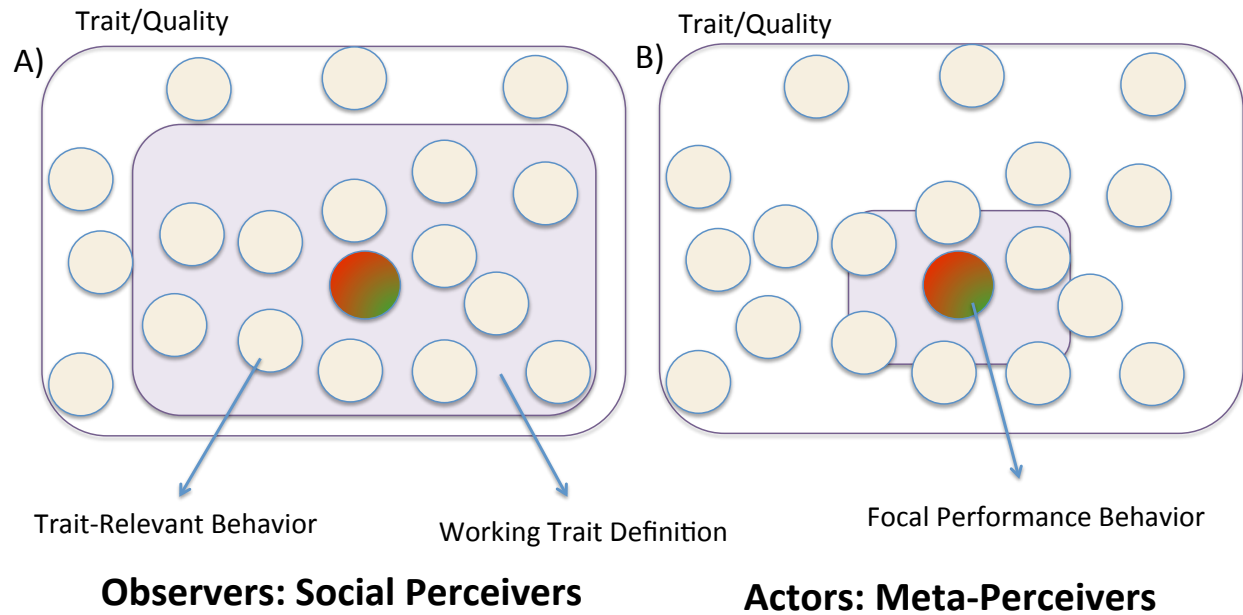 Trait/Quality
A)
Trait-Relevant Behavior
Working Trait Definition
Observers: Social Perceivers
Trait/Quality
B)
Focal Performance Behavior
Actors: Meta-Perceivers